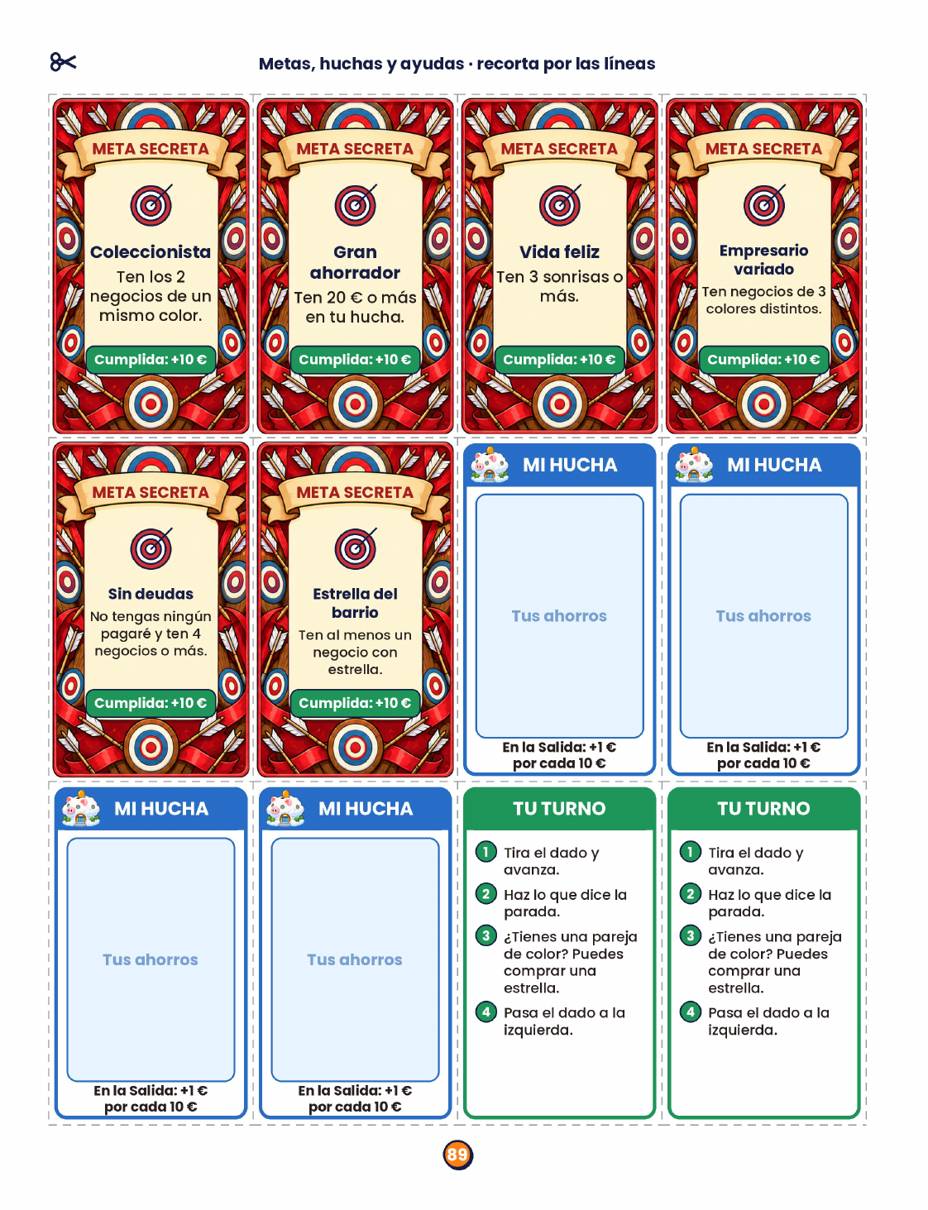 Metas, huchas y ayudas · recorta por las líneas
META SECRETA
Coleccionista
Ten los 2
negocios de un
mismo color.
Cumplida: +10 €
META SECRETA
Gran
ahorrador
Ten 20 € o más
en tu hucha.
Cumplida: +10 €
META SECRETA
Vida feliz
Ten 3 sonrisas o
más.
Cumplida: +10 €
META SECRETA
Empresario
variado
Ten negocios de 3
colores distintos.
Cumplida: +10 €
META SECRETA
Sin deudas
No tengas ningún
pagaré y ten 4
negocios o más.
Cumplida: +10 €
META SECRETA
Estrella del
barrio
Ten al menos un
negocio con
estrella.
Cumplida: +10 €
MI HUCHA
Tus ahorros
En la Salida: +1 €
por cada 10 €
MI HUCHA
Tus ahorros
En la Salida: +1 €
por cada 10 €
MI HUCHA
Tus ahorros
En la Salida: +1 €
por cada 10 €
MI HUCHA
Tus ahorros
En la Salida: +1 €
por cada 10 €
TU TURNO
1 Tira el dado y
avanza.
2 Haz lo que dice la
parada.
3 ¿Tienes una pareja
de color? Puedes
comprar una
estrella.
4 Pasa el dado a la
izquierda.
TU TURNO
1 Tira el dado y
avanza.
2 Haz lo que dice la
parada.
3 ¿Tienes una pareja
de color? Puedes
comprar una
estrella.
4 Pasa el dado a la
izquierda.
89